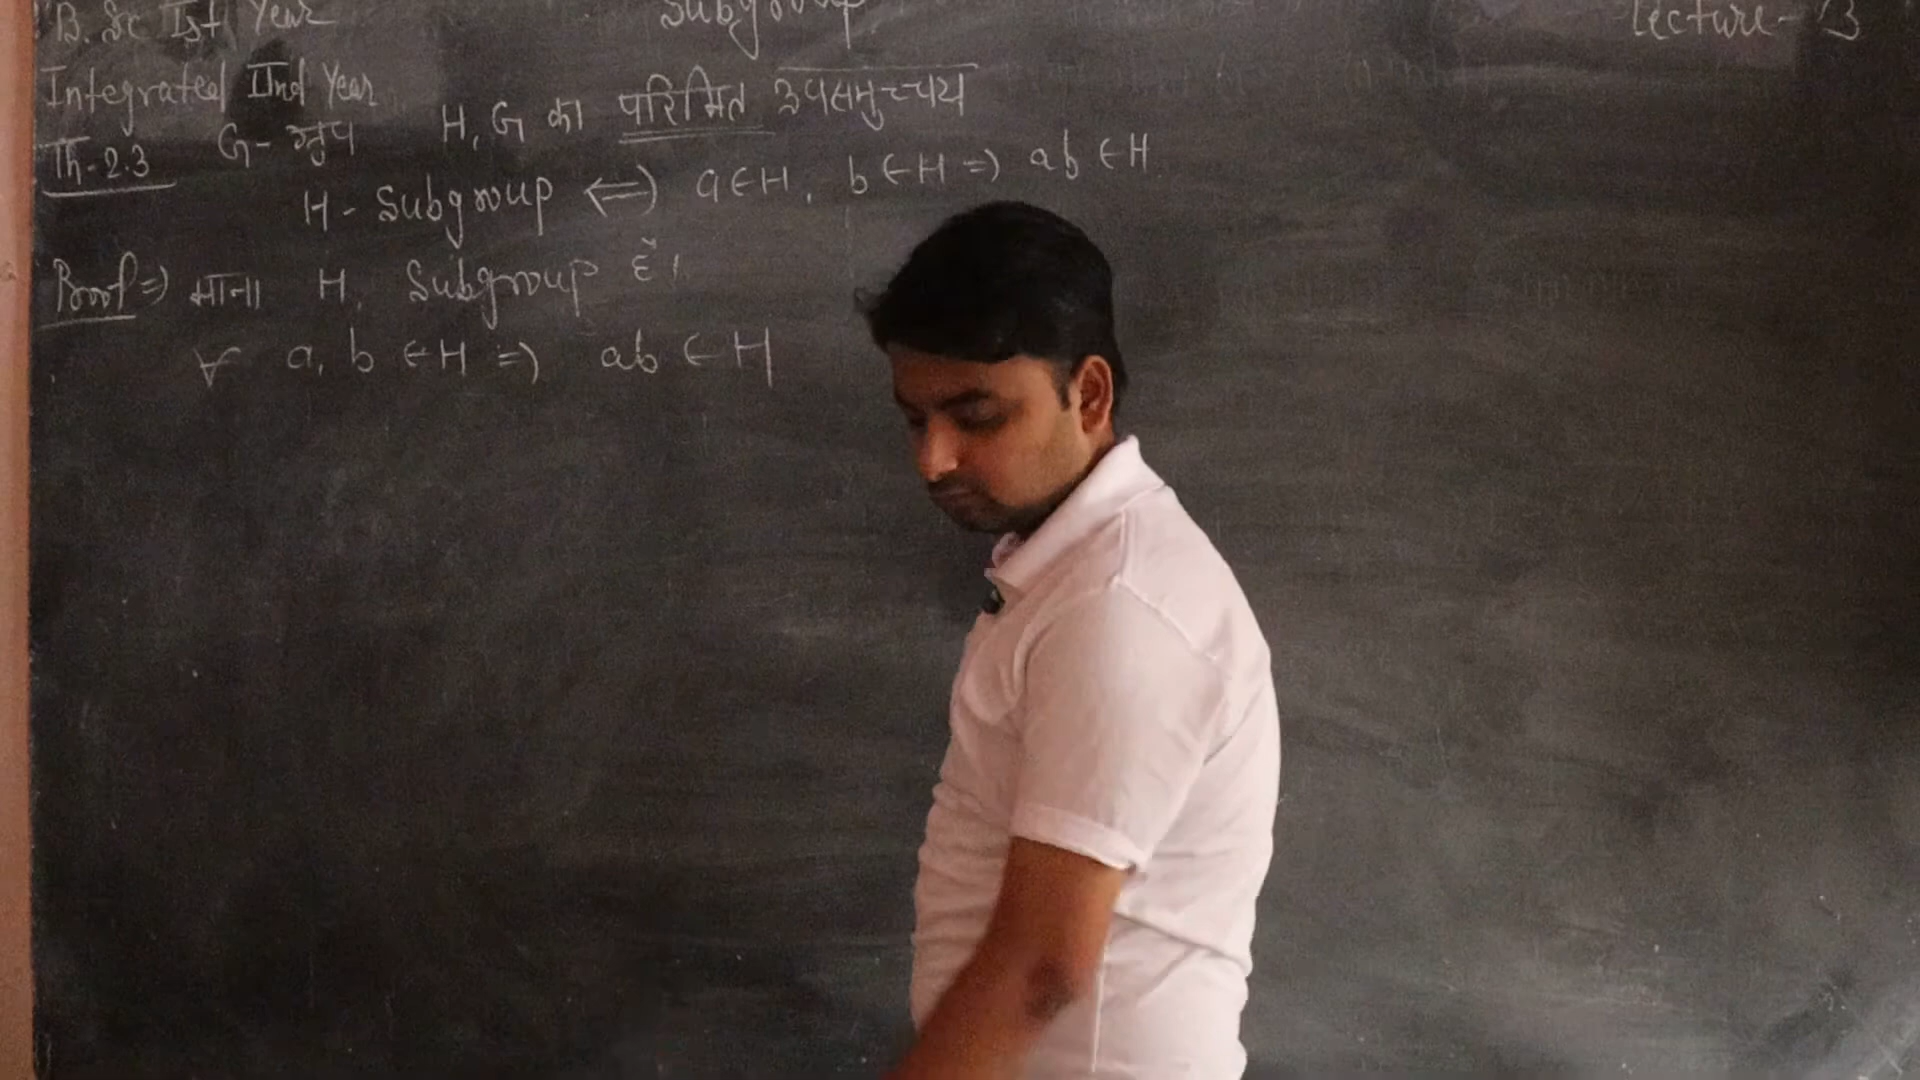 B. Sc Ist Year Subgroup Lecture - 3
Integrated IInd Year
Th-2.3 G - ग्रुप H, G का परिमित उपसमुच्चय
H - Subgroup ⇔ a∈H, b∈H ⇒ ab∈H
Proof ⇒ माना H, Subgroup है।
∀ a, b ∈ H ⇒ ab ∈ H